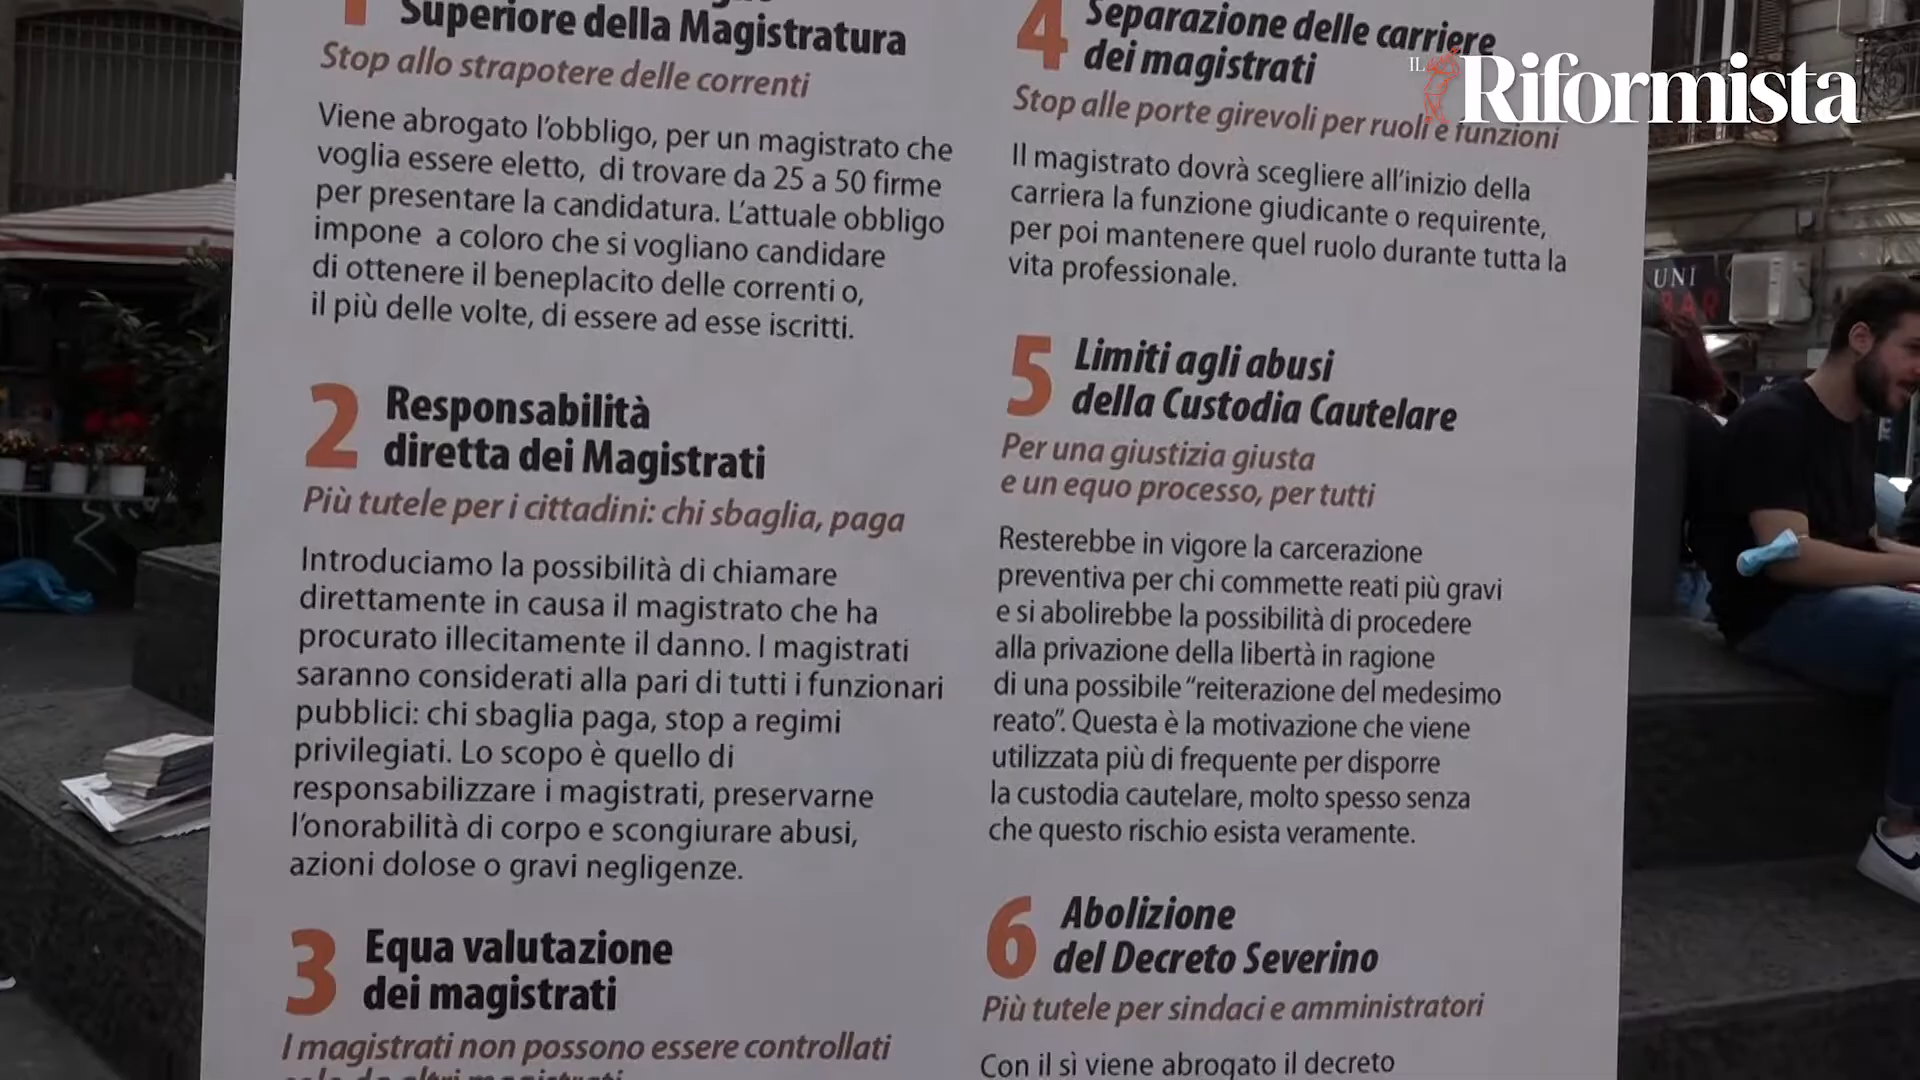 1
Superiore della Magistratura
Stop allo strapotere delle correnti
Viene abrogato l'obbligo, per un magistrato che
voglia essere eletto, di trovare da 25 a 50 firme
per presentare la candidatura. L'attuale obbligo
impone a coloro che si vogliano candidare
di ottenere il beneplacito delle correnti o,
il più delle volte, di essere ad esse iscritti.
2 Responsabilità
diretta dei Magistrati
Più tutele per i cittadini: chi sbaglia, paga
Introduciamo la possibilità di chiamare
direttamente in causa il magistrato che ha
procurato illecitamente il danno. I magistrati
saranno considerati alla pari di tutti i funzionari
pubblici: chi sbaglia paga, stop a regimi
privilegiati. Lo scopo è quello di
responsabilizzare i magistrati, preservarne
l'onorabilità di corpo e scongiurare abusi,
azioni dolose o gravi negligenze.
3 Equa valutazione
dei magistrati
I magistrati non possono essere controllati
4 Separazione delle carriere
dei magistrati
Stop alle porte girevoli per ruoli e funzioni
Il magistrato dovrà scegliere all'inizio della
carriera la funzione giudicante o requirente,
per poi mantenere quel ruolo durante tutta la
vita professionale.
5 Limiti agli abusi
della Custodia Cautelare
Per una giustizia giusta
e un equo processo, per tutti
Resterebbe in vigore la carcerazione
preventiva per chi commette reati più gravi
e si abolirebbe la possibilità di procedere
alla privazione della libertà in ragione
di una possibile “reiterazione del medesimo
reato”. Questa è la motivazione che viene
utilizzata più di frequente per disporre
la custodia cautelare, molto spesso senza
che questo rischio esista veramente.
6 Abolizione
del Decreto Severino
Più tutele per sindaci e amministratori
Con il sì viene abrogato il decreto
IL Riformista
UNI
BAR